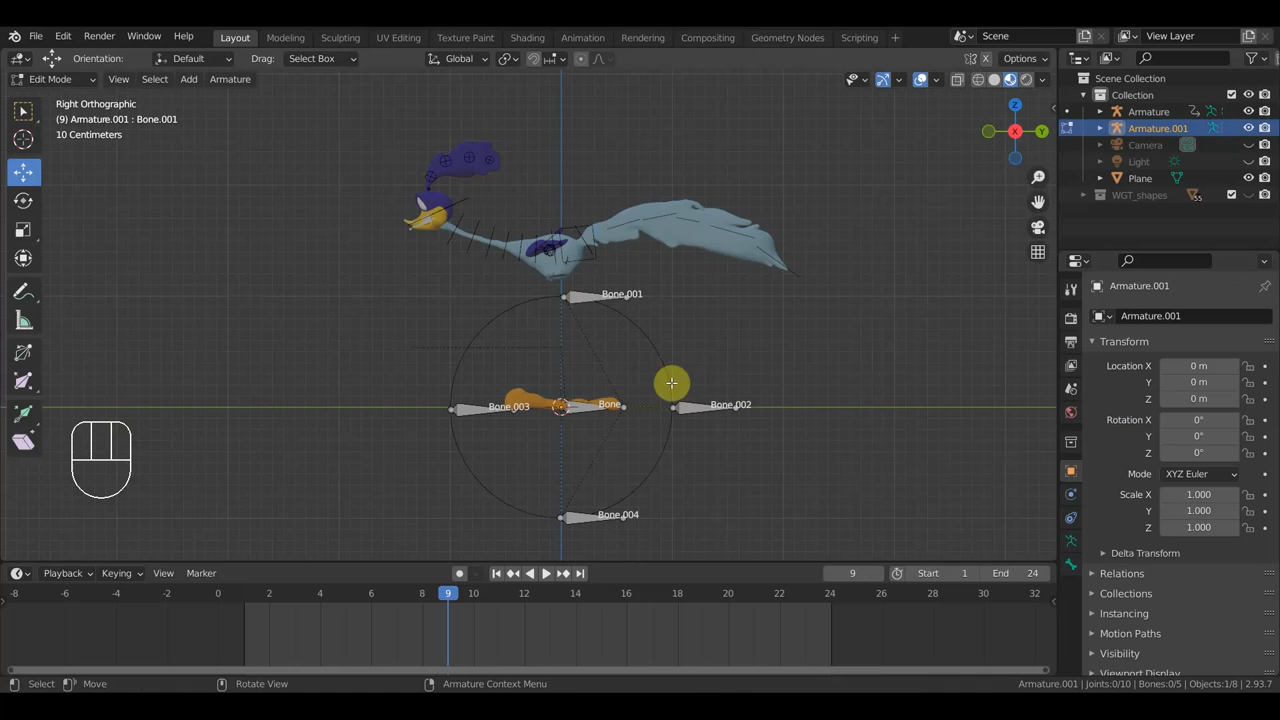 File Edit Render Window Help Layout Modeling Sculpting UV Editing Texture Paint Shading Animation Rendering Compositing Geometry Nodes Scripting + Scene View Layer
Orientation: Default Drag: Select Box Global Options
Edit Mode View Select Add Armature
Right Orthographic
(9) Armature.001 : Bone.001
10 Centimeters
Z
X
Y
Bone.001
Bone.003
Bone
Bone.002
Bone.004
Scene Collection
Collection
Armature
Armature.001
Camera
Light
Plane
WGT_shapes
55
Armature.001
Armature.001
Transform
Location X 0 m
Y 0 m
Z 0 m
Rotation X 0°
Y 0°
Z 0°
Mode XYZ Euler
Scale X 1.000
Y 1.000
Z 1.000
Delta Transform
Relations
Collections
Instancing
Motion Paths
Visibility
Viewport Display
Playback Keying View Marker 9 Start 1 End 24
-8 -6 -4 -2 0 2 4 6 8 9 10 12 14 16 18 20 22 24 26 28 30 32
Select Move Rotate View Armature Context Menu Armature.001 | Joints:0/10 | Bones:0/5 | Objects:1/8 | 2.93.7